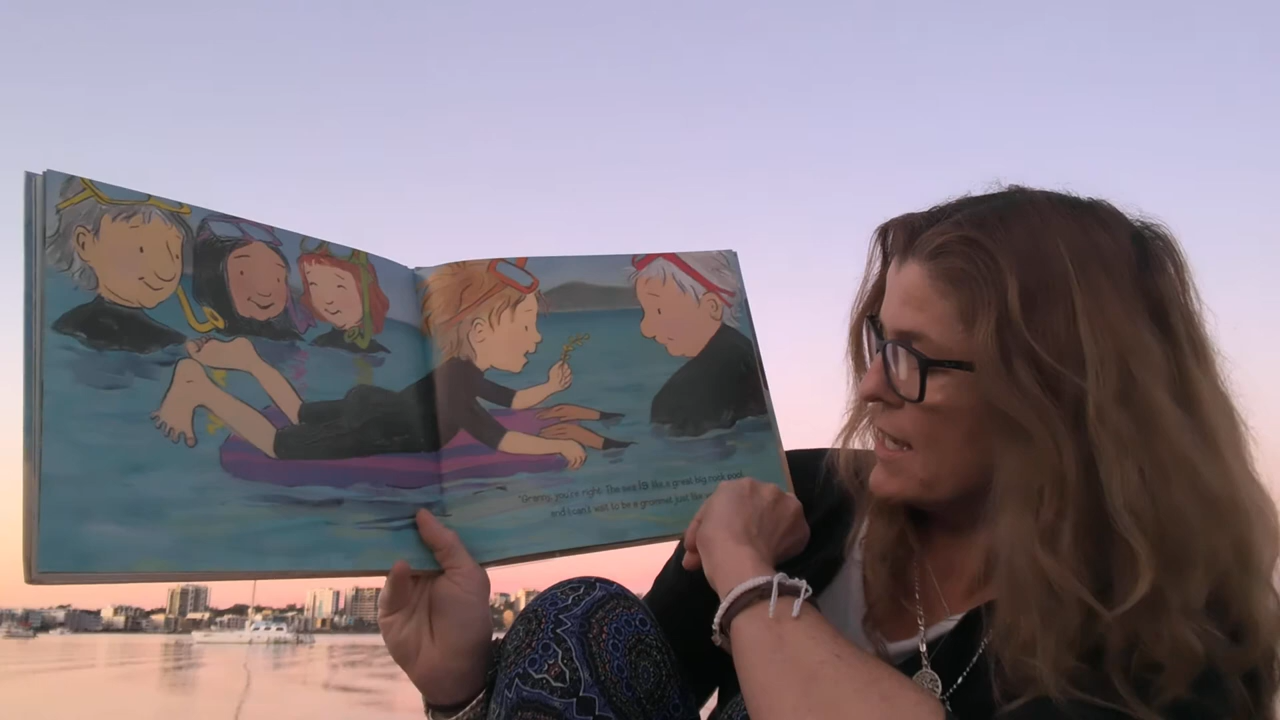 "Granny, you're right. The sea is like a great big rock pool
and I can't wait to be a grommet just like